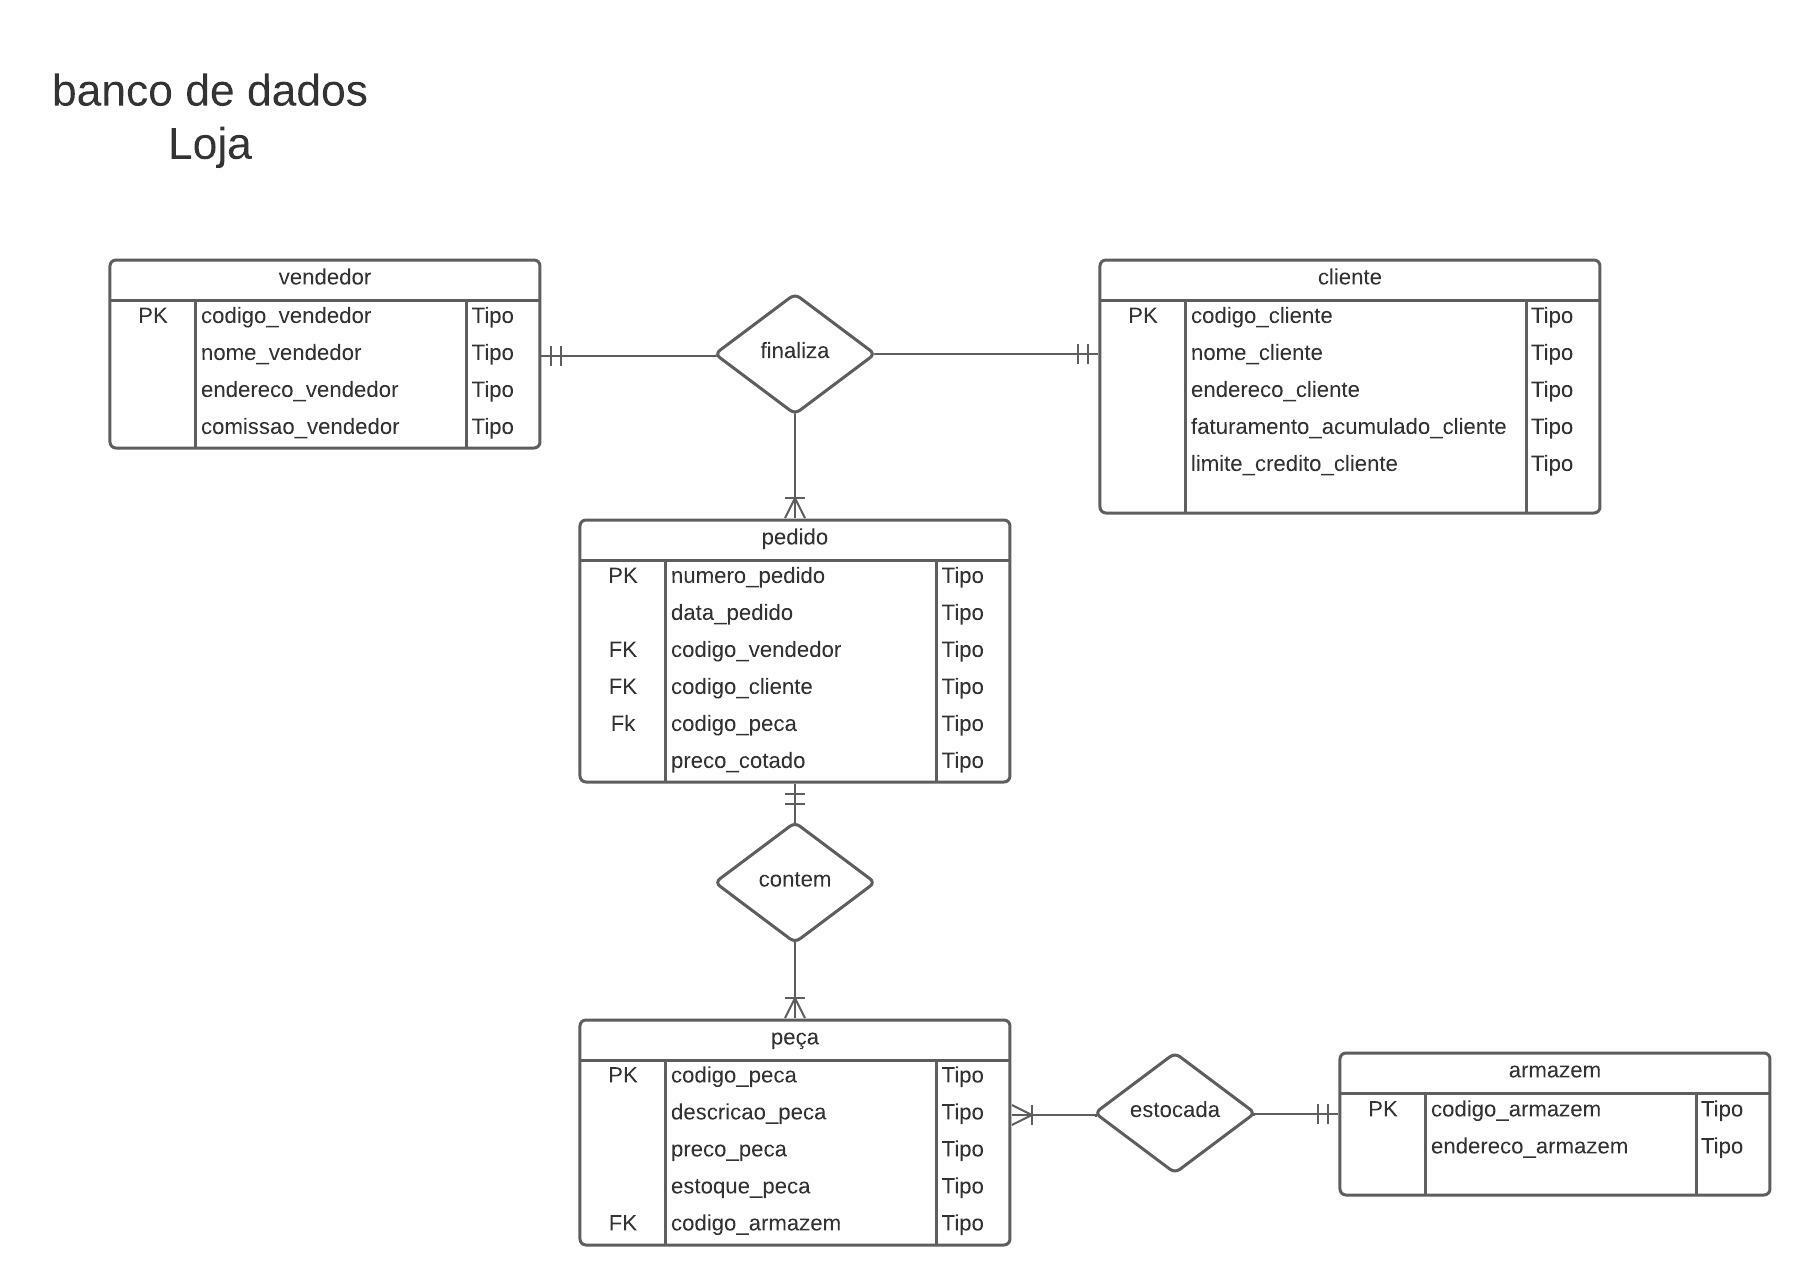 banco de dados
Loja
vendedor
PK codigo_vendedor Tipo
nome_vendedor Tipo
endereco_vendedor Tipo
comissao_vendedor Tipo
finaliza
cliente
PK codigo_cliente Tipo
nome_cliente Tipo
endereco_cliente Tipo
faturamento_acumulado_cliente Tipo
limite_credito_cliente Tipo
pedido
PK numero_pedido Tipo
data_pedido Tipo
FK codigo_vendedor Tipo
FK codigo_cliente Tipo
Fk codigo_peca Tipo
preco_cotado Tipo
contem
peça
PK codigo_peca Tipo
descricao_peca Tipo
preco_peca Tipo
estoque_peca Tipo
FK codigo_armazem Tipo
estocada
armazem
PK codigo_armazem Tipo
endereco_armazem Tipo